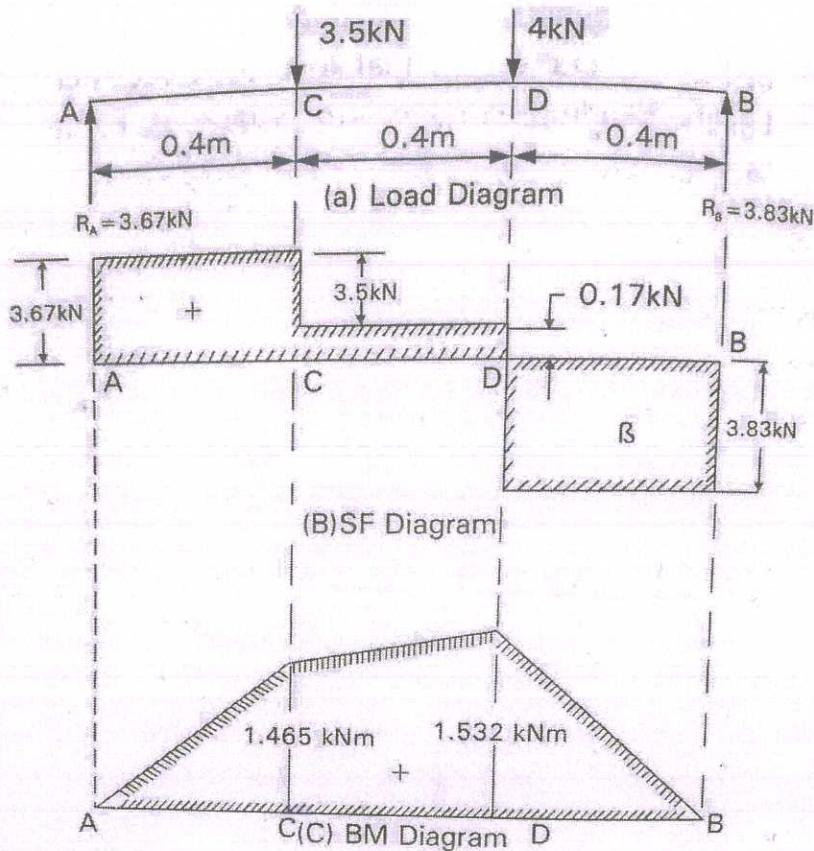 3.5kN 4kN
A C D B
0.4m 0.4m 0.4m
(a) Load Diagram
R_A=3.67kN R_B=3.83kN
3.67kN + 3.5kN 0.17kN
B
A C D
ß 3.83kN
(B)SF Diagram
1.465 kNm 1.532 kNm
+
A C D B
(C) BM Diagram